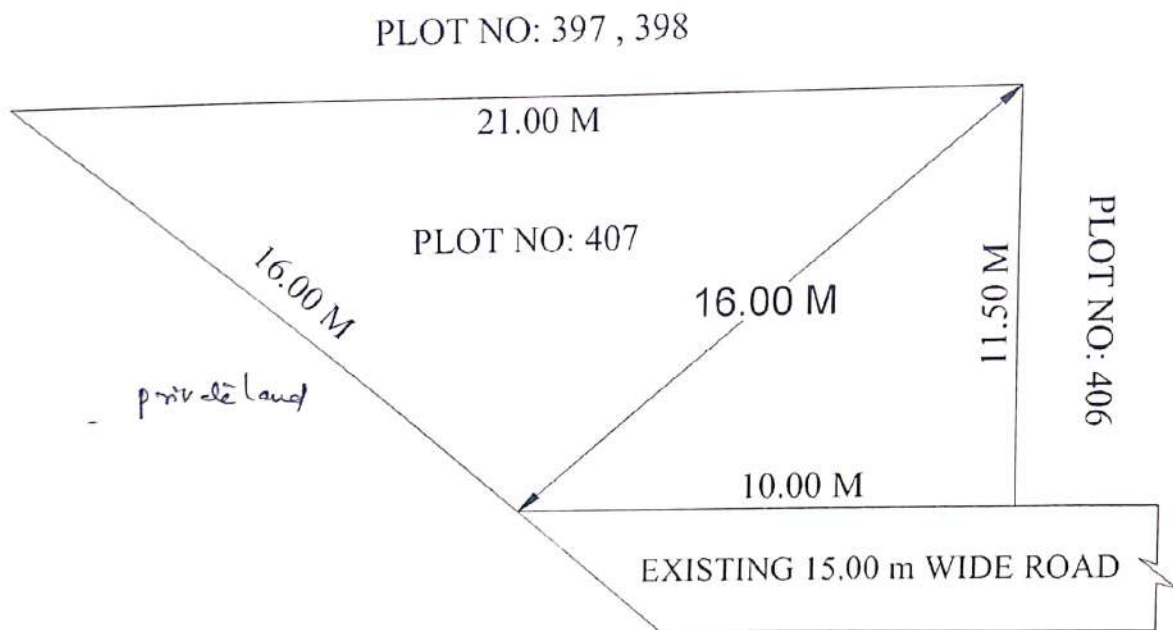 PLOT NO: 397 , 398
21.00 M
PLOT NO: 407
16.00 M
16.00 M
11.50 M
PLOT NO: 406
land
10.00 M
EXISTING 15.00 m WIDE ROAD